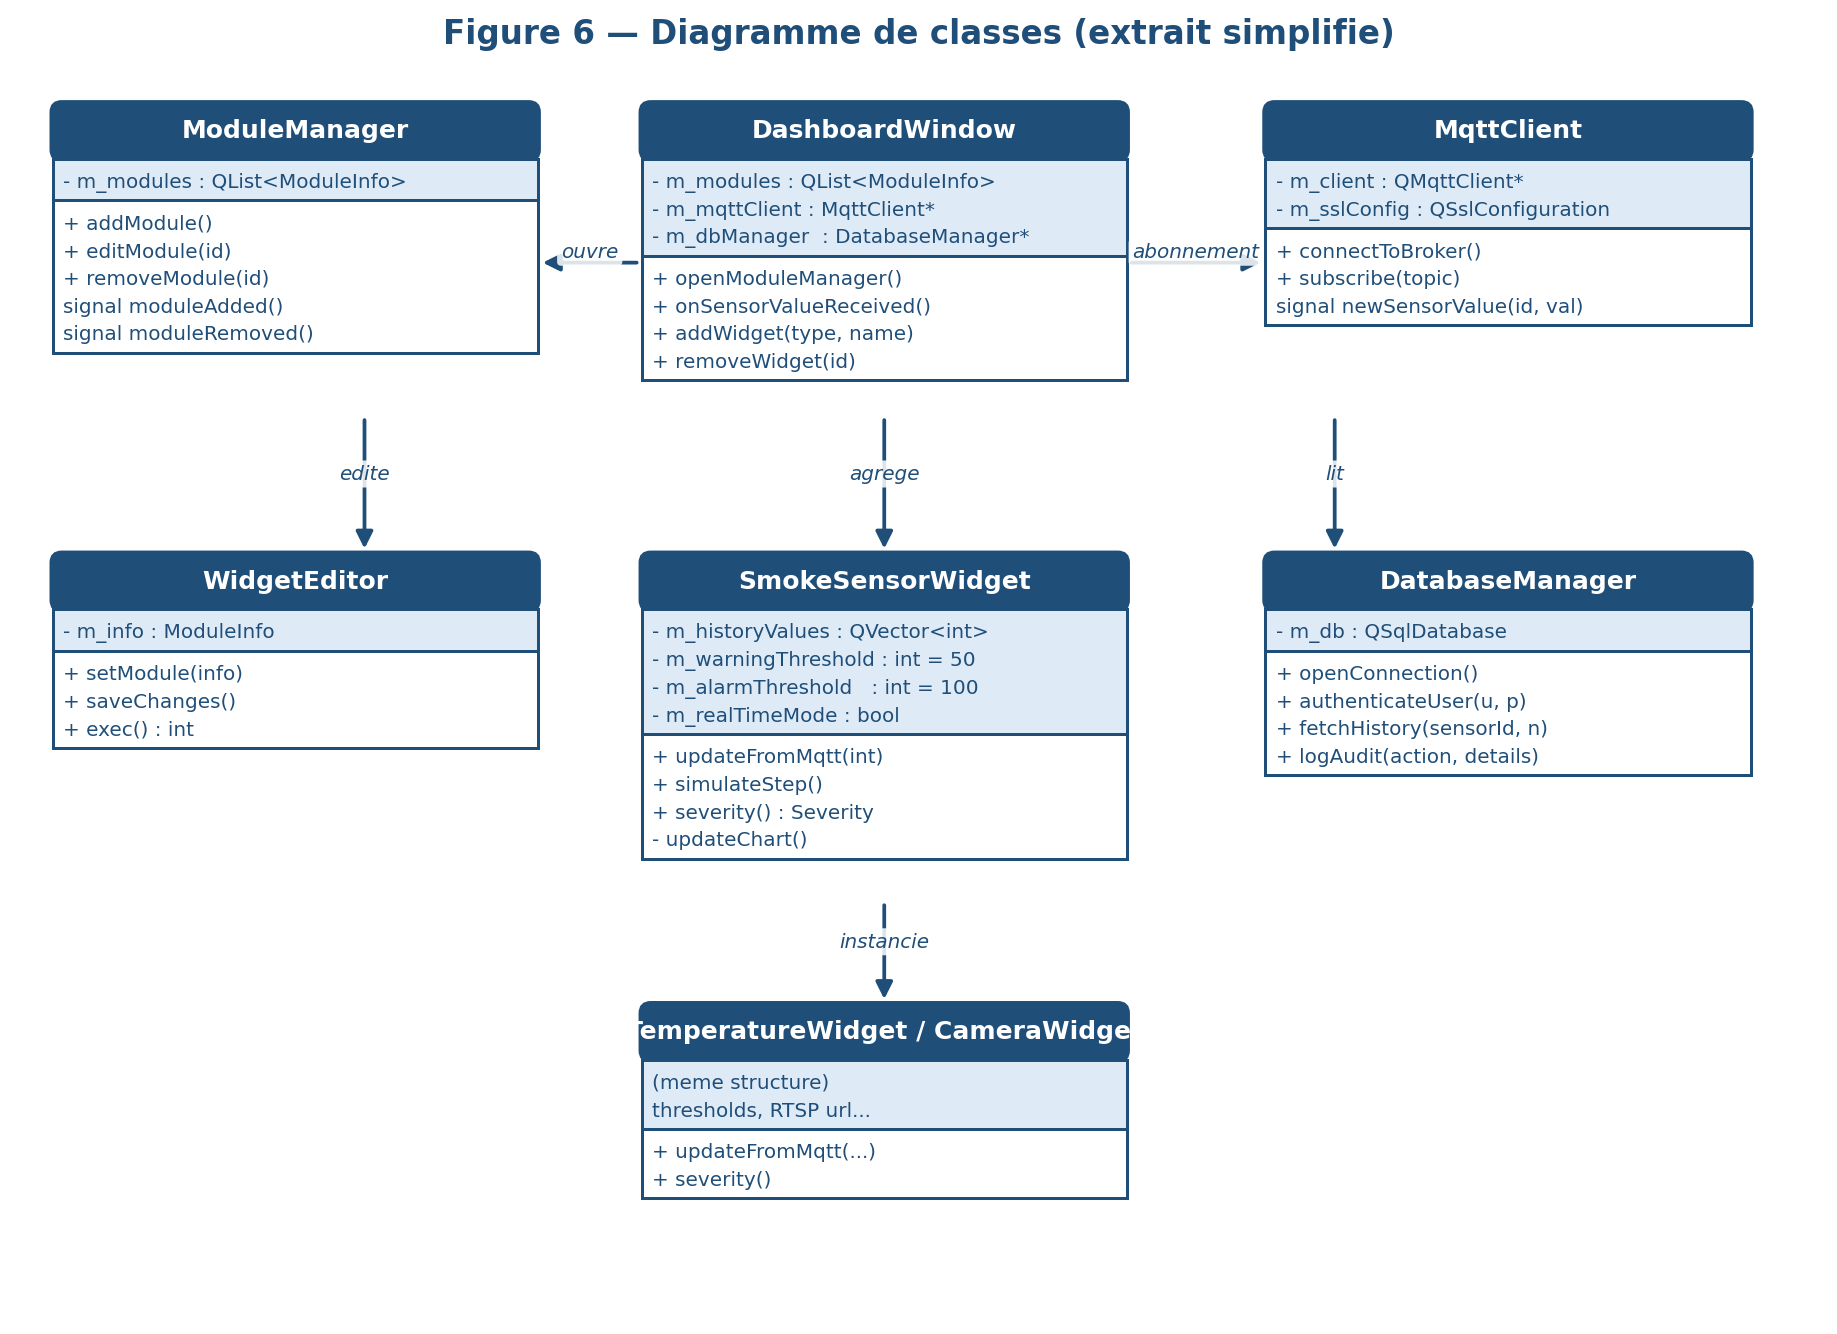 Figure 6 — Diagramme de classes (extrait simplifie)
ModuleManager
- m_modules : QList<ModuleInfo>
+ addModule()
+ editModule(id)
+ removeModule(id)
signal moduleAdded()
signal moduleRemoved()
ouvre
DashboardWindow
- m_modules : QList<ModuleInfo>
- m_mqttClient : MqttClient*
- m_dbManager  : DatabaseManager*
+ openModuleManager()
+ onSensorValueReceived()
+ addWidget(type, name)
+ removeWidget(id)
abonnement
MqttClient
- m_client : QMqttClient*
- m_sslConfig : QSslConfiguration
+ connectToBroker()
+ subscribe(topic)
signal newSensorValue(id, val)
edite
agrege
lit
WidgetEditor
- m_info : ModuleInfo
+ setModule(info)
+ saveChanges()
+ exec() : int
SmokeSensorWidget
- m_historyValues : QVector<int>
- m_warningThreshold : int = 50
- m_alarmThreshold   : int = 100
- m_realTimeMode : bool
+ updateFromMqtt(int)
+ simulateStep()
+ severity() : Severity
- updateChart()
DatabaseManager
- m_db : QSqlDatabase
+ openConnection()
+ authenticateUser(u, p)
+ fetchHistory(sensorId, n)
+ logAudit(action, details)
instancie
TemperatureWidget / CameraWidge
(meme structure)
thresholds, RTSP url...
+ updateFromMqtt(...)
+ severity()